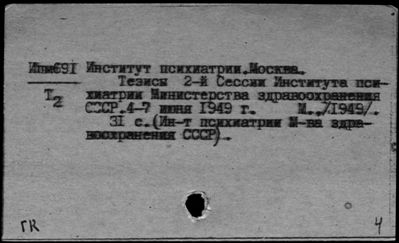 Ипм691 Институт психиатрии.Москва.
Тезисы 2-й Сессии Института пси-
Т2 хиатрии Министерства здравоохранения
СССР.4-7 июня 1949 г. М.,/1949/.
31 с.(Ин-т психиатрии М-ва здра-
воохранения СССР).
ГК 4